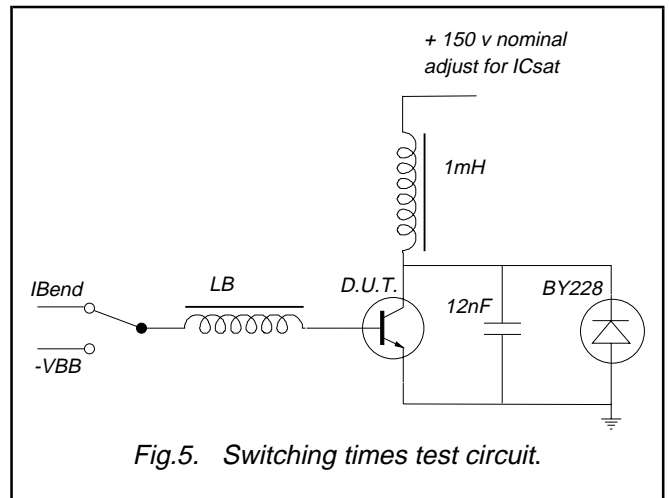 + 150 v nominal
adjust for ICsat
1mH
IBend
LB
D.U.T.
12nF
BY228
-VBB
Fig.5. Switching times test circuit.